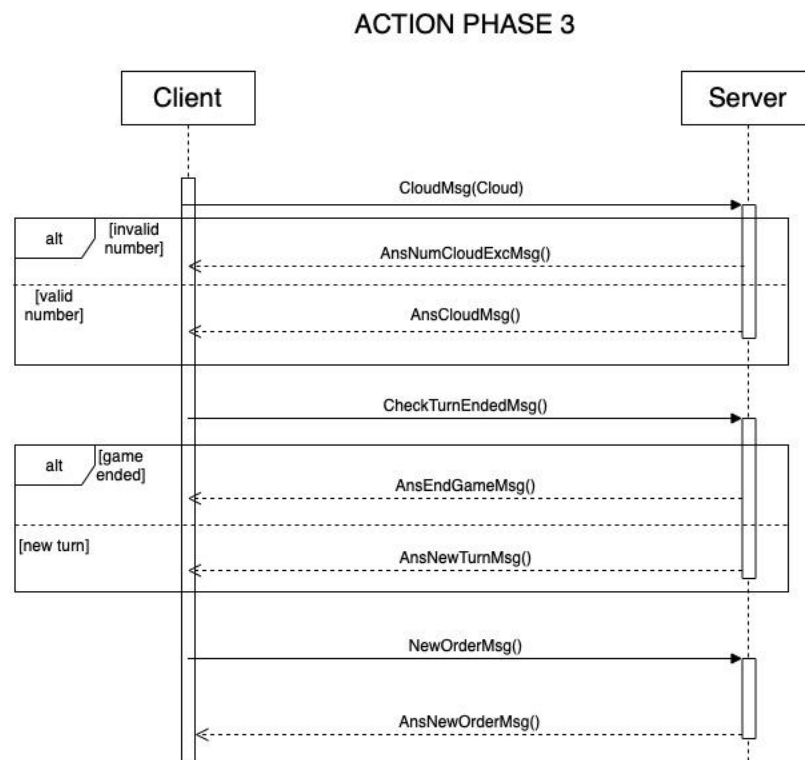 ACTION PHASE 3
Client
Server
CloudMsg(Cloud)
alt
[invalid
number]
AnsNumCloudExcMsg()
[valid
number]
AnsCloudMsg()
CheckTurnEndedMsg()
alt
[game
ended]
AnsEndGameMsg()
[new turn]
AnsNewTurnMsg()
NewOrderMsg()
AnsNewOrderMsg()